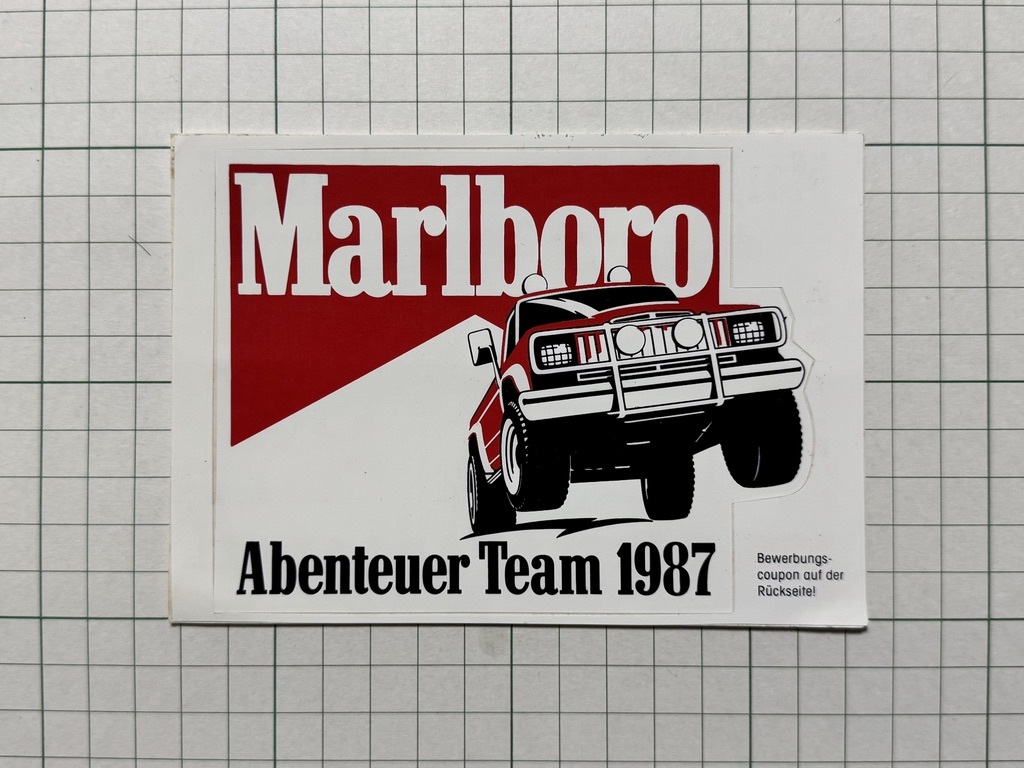 Marlboro
Abenteuer Team 1987
Bewerbungs-
coupon auf der
Rückseite!